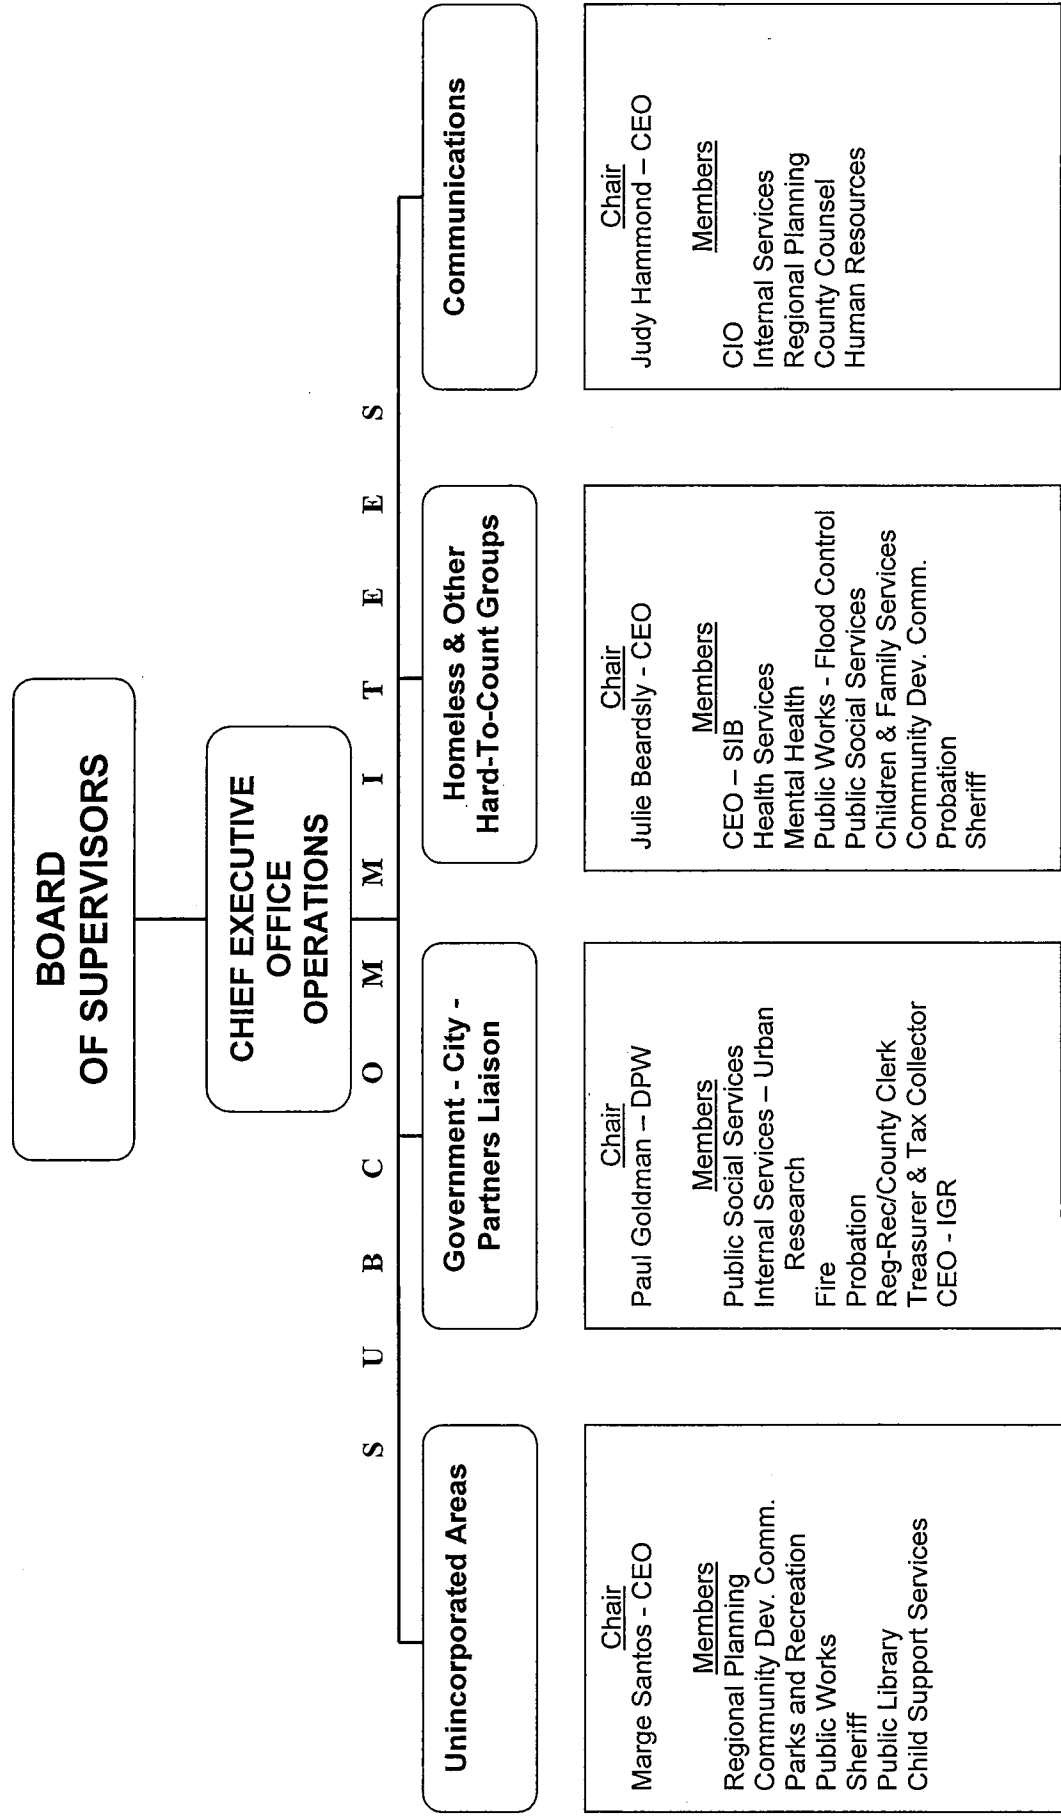 BOARD
OF SUPERVISORS
CHIEF EXECUTIVE
OFFICE
OPERATIONS
S U B C O M M I T E E S
Unincorporated Areas
Chair
Marge Santos - CEO
Members
Regional Planning
Community Dev. Comm.
Parks and Recreation
Public Works
Sheriff
Public Library
Child Support Services
Government - City -
Partners Liaison
Chair
Paul Goldman – DPW
Members
Public Social Services
Internal Services – Urban
Research
Fire
Probation
Reg-Rec/County Clerk
Treasurer & Tax Collector
CEO - IGR
Homeless & Other
Hard-To-Count Groups
Chair
Julie Beardsly - CEO
Members
CEO – SIB
Health Services
Mental Health
Public Works - Flood Control
Public Social Services
Children & Family Services
Community Dev. Comm.
Probation
Sheriff
Communications
Chair
Judy Hammond – CEO
Members
CIO
Internal Services
Regional Planning
County Counsel
Human Resources